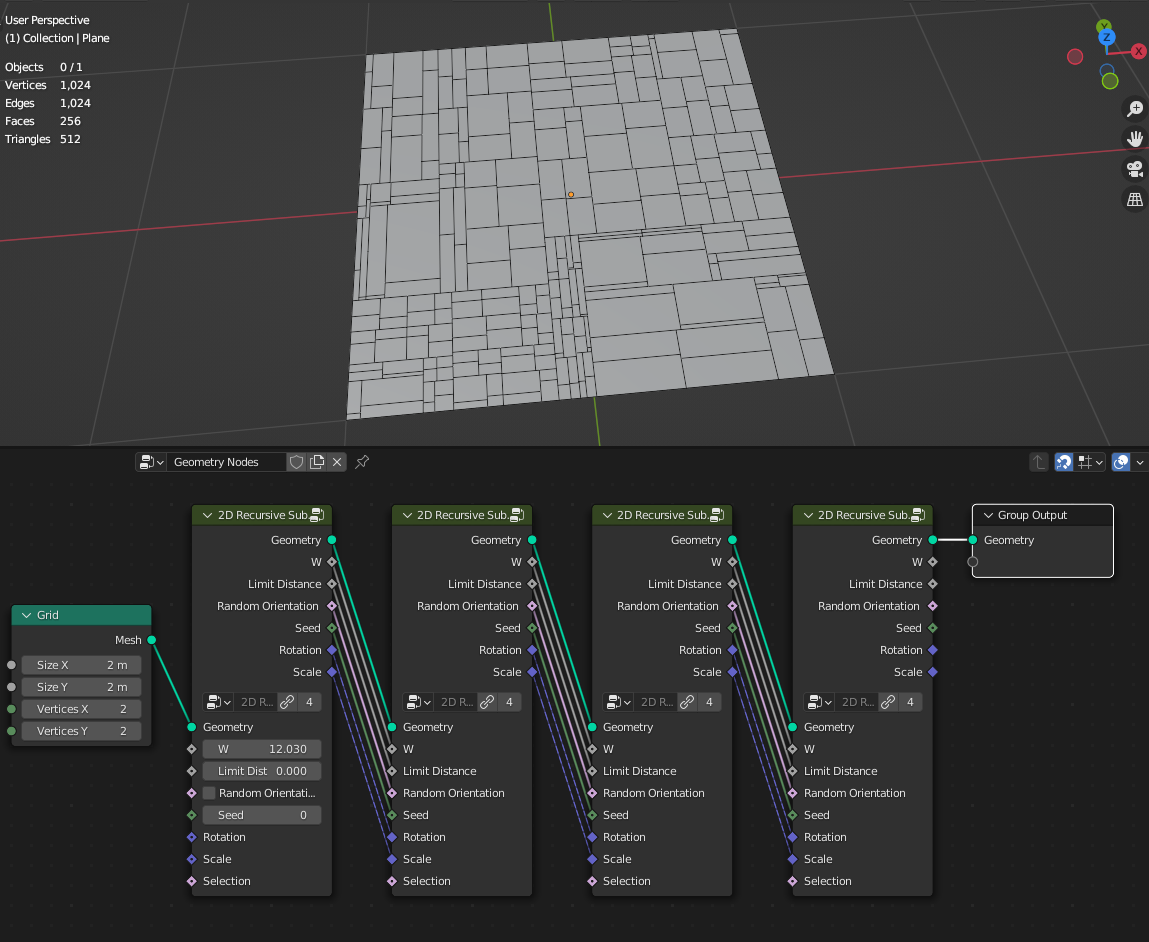 User Perspective
(1) Collection | Plane
Objects 0 / 1
Vertices 1,024
Edges 1,024
Faces 256
Triangles 512
Y
Z
X
Geometry Nodes
Grid
Mesh
Size X 2 m
Size Y 2 m
Vertices X 2
Vertices Y 2
2D Recursive Sub.
Geometry
W
Limit Distance
Random Orientation
Seed
Rotation
Scale
2D R... 4
Geometry
W 12.030
Limit Dist 0.000
Random Orientati...
Seed 0
Rotation
Scale
Selection
2D Recursive Sub.
Geometry
W
Limit Distance
Random Orientation
Seed
Rotation
Scale
2D R... 4
Geometry
W
Limit Distance
Random Orientation
Seed
Rotation
Scale
Selection
2D Recursive Sub.
Geometry
W
Limit Distance
Random Orientation
Seed
Rotation
Scale
2D R... 4
Geometry
W
Limit Distance
Random Orientation
Seed
Rotation
Scale
Selection
2D Recursive Sub.
Geometry
W
Limit Distance
Random Orientation
Seed
Rotation
Scale
2D R... 4
Geometry
W
Limit Distance
Random Orientation
Seed
Rotation
Scale
Selection
Group Output
Geometry